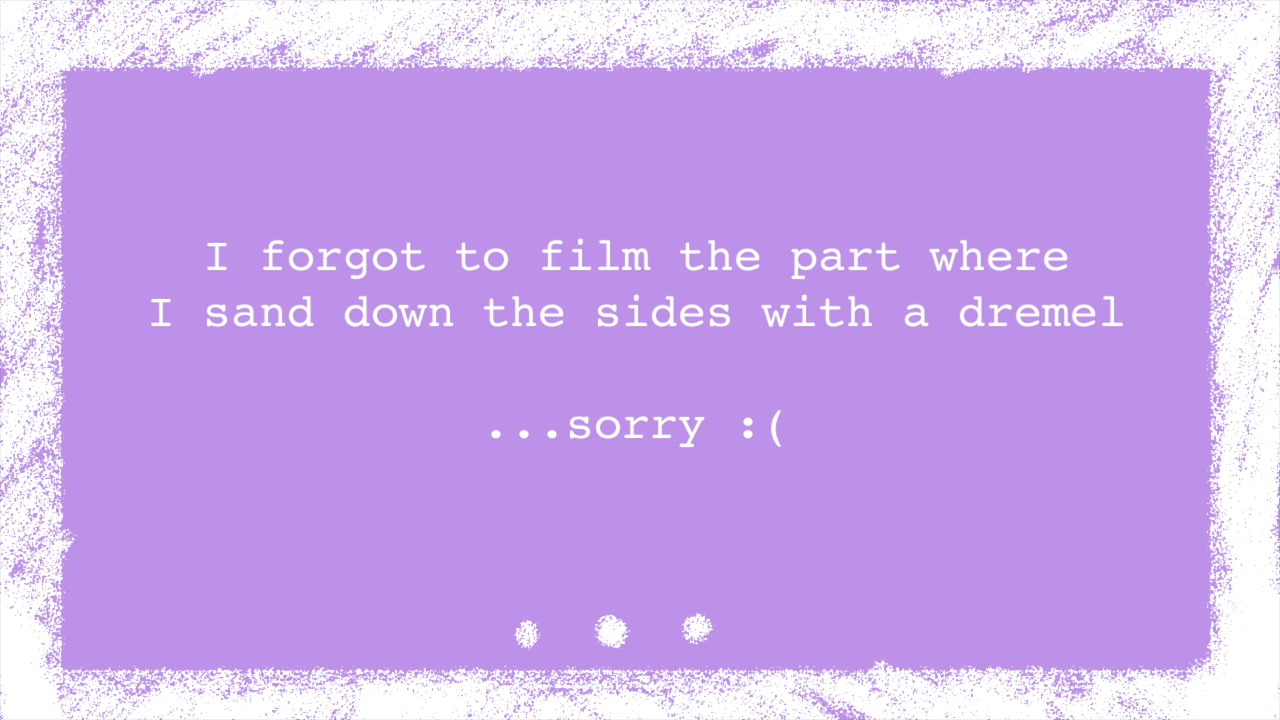 I forgot to film the part where
I sand down the sides with a dremel
...sorry :(